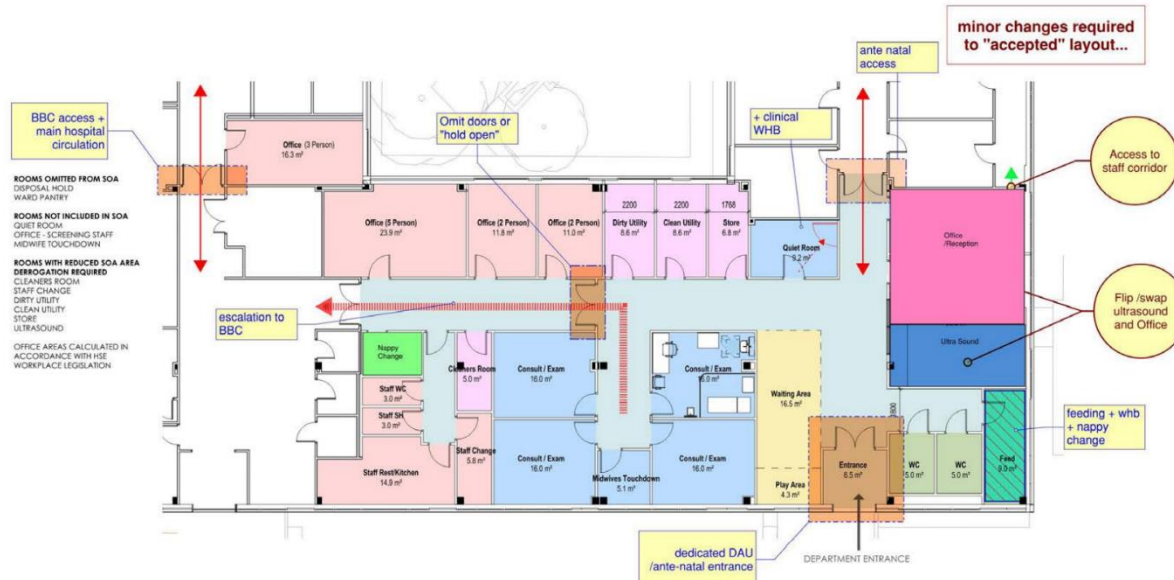 minor changes required
to "accepted" layout...
ante natal
access
BBC access +
main hospital
circulation
Omit doors or
"hold open"
+ clinical
WHB
Office (3 Person)
16.3 m²
Access to
staff corridor
ROOMS OMITTED FROM SOA
DISPOSAL HOLD
WARD PANTRY
ROOMS NOT INCLUDED IN SOA
QUIET ROOM
OFFICE - SCREENING STAFF
MIDWIFE TOUCHDOWN
ROOMS WITH REDUCED SOA AREA
DERROGATION REQUIRED
CLEANERS ROOM
STAFF CHANGE
DIRTY UTILITY
CLEAN UTILITY
STORE
ULTRASOUND
OFFICE AREAS CALCULATED IN
ACCORDANCE WITH HSE
WORKPLACE LEGISLATION
Office (5 Person)
23.9 m²
Office (2 Person)
11.8 m²
Office (2 Person)
11.0 m²
2200
Dirty Utility
8.6 m²
2200
Clean Utility
8.6 m²
1768
Store
6.8 m²
Quiet Room
9.2 m²
Office
/Reception
Flip /swap
ultrasound
and Office
escalation to
BBC
Nappy
Change
Cleaners Room
5.0 m²
Consult / Exam
16.0 m²
Consult / Exam
16.0 m²
Ultra Sound
Staff WC
3.0 m²
Staff SH
3.0 m²
Waiting Area
16.5 m²
Staff Rest/Kitchen
14.9 m²
Staff Change
5.8 m²
Consult / Exam
16.0 m²
Midwives Touchdown
5.1 m²
Consult / Exam
16.0 m²
Play Area
4.3 m²
Entrance
6.5 m²
WC
5.0 m²
WC
5.0 m²
Feed
9.0 m²
feeding + whb
+ nappy
change
dedicated DAU
/ante-natal entrance
DEPARTMENT ENTRANCE